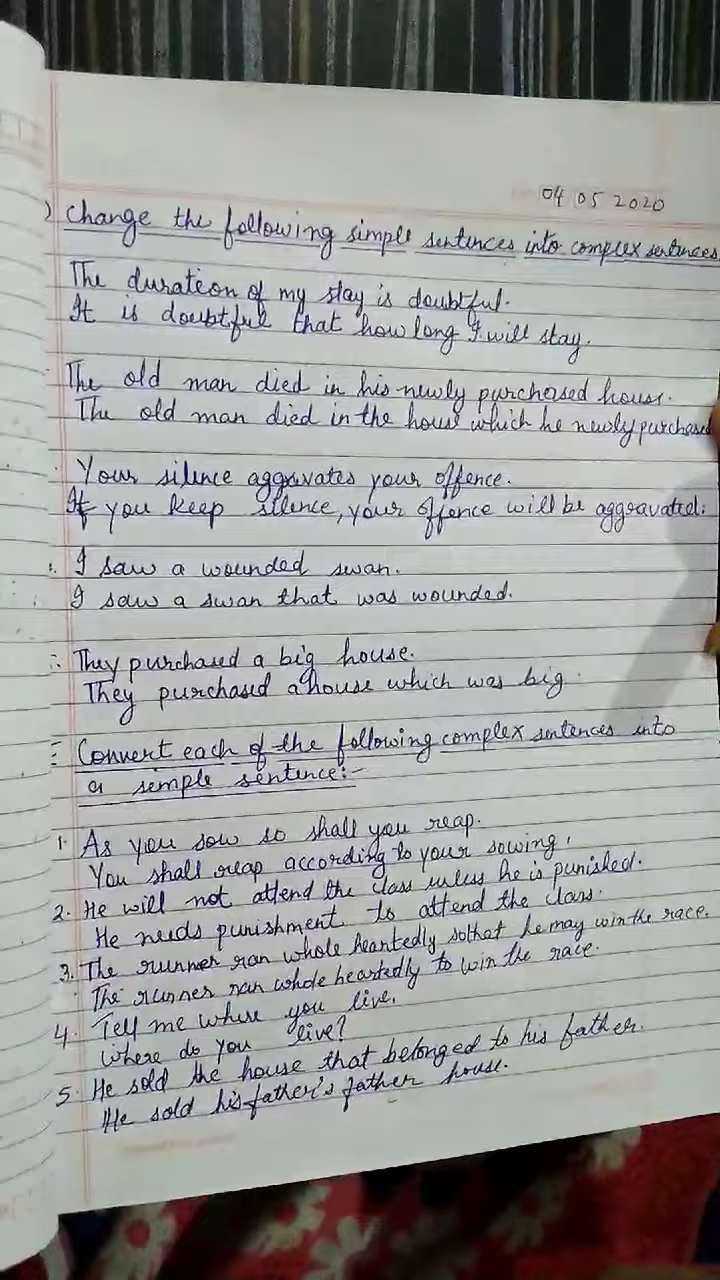 04 05 2020
) Change the following simple sentences into complex sentences
The duration of my stay is doubtful.
It is doubtful that how long I will stay.
The old man died in his newly purchased house.
The old man died in the house which he newly purchased
Your silence aggavates your offence.
If you keep silence, your offence will be aggravated.
I saw a wounded swan.
I saw a swan that was wounded.
They purchased a big house.
They purchased a house which was big.
Convert each of the following complex sentences into
a simple sentence:-
1. As you sow so shall you reap.
You shall reap according to your sowing.
2. He will not attend the class unless he is punished.
He needs punishment to attend the class.
3. The runner ran whole heantedly so that he may win the race.
The runner ran whole heartedly to win the race.
4. Tell me where you live.
Where do you live?
5. He sold the house that belonged to his father.
He sold his father's father house.